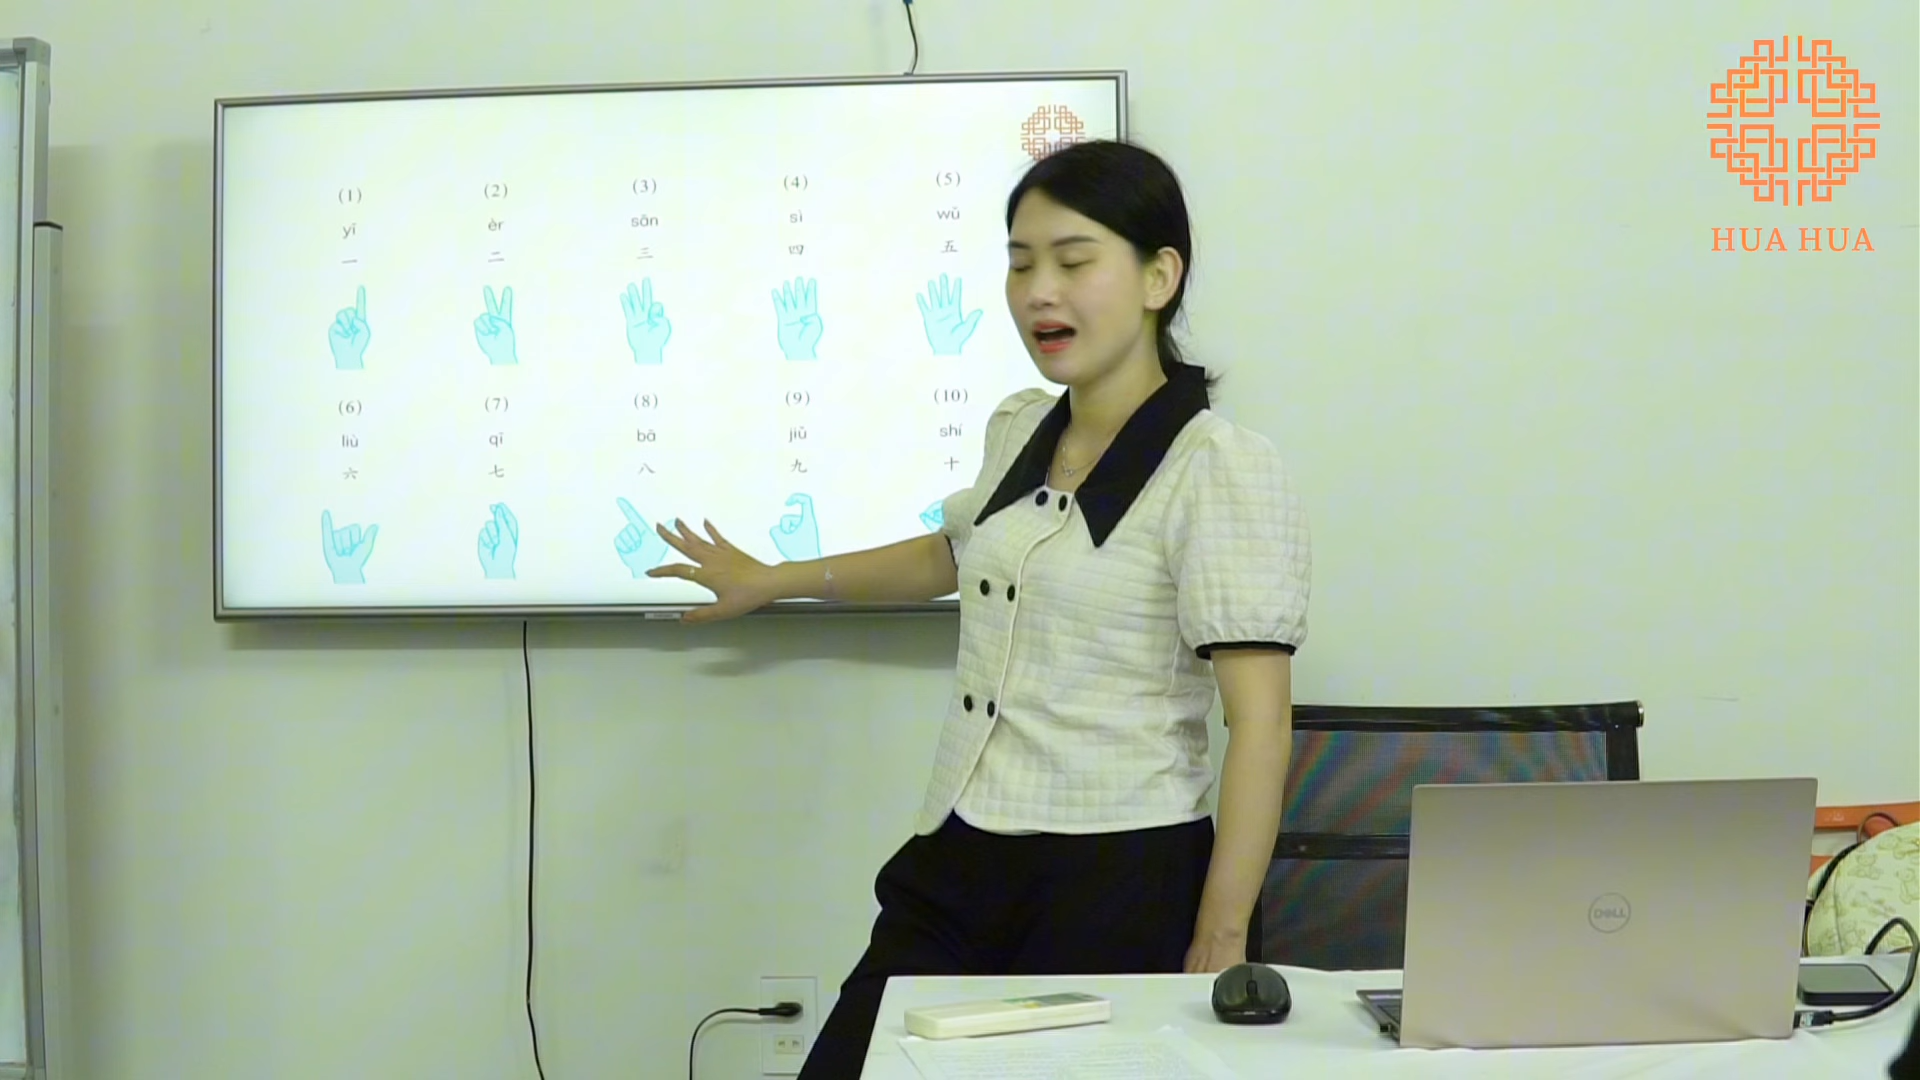 (1) (2) (3) (4) (5)
yī èr sān sì wǔ
一 二 三 四 五
(6) (7) (8) (9) (10)
liù qī bā jiǔ shí
六 七 八 九 十
HUA HUA
DELL